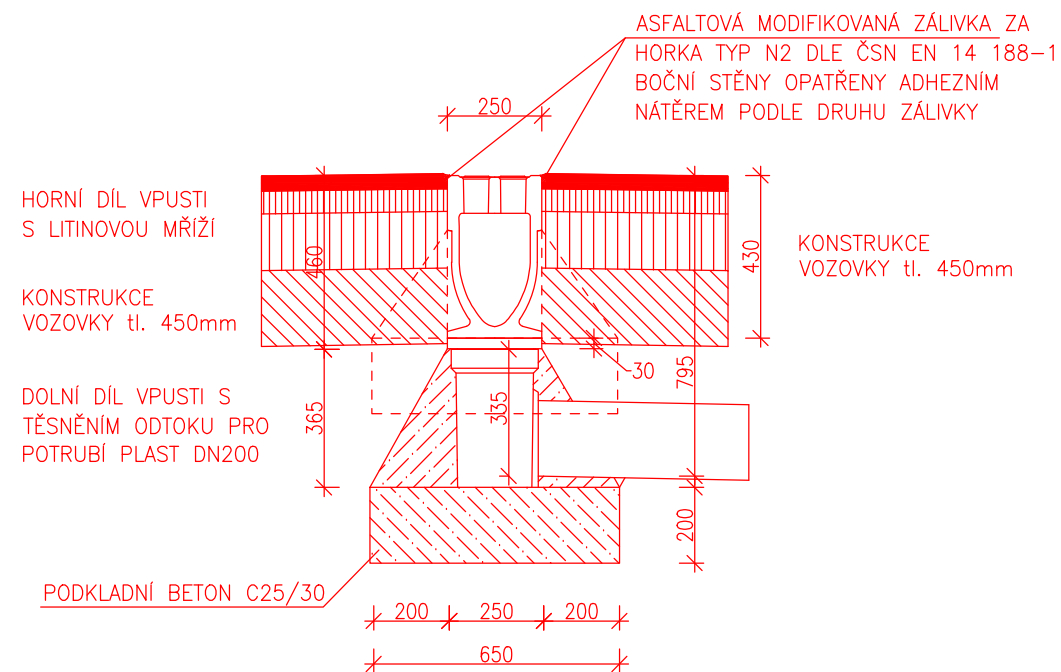 ASFALTOVÁ MODIFIKOVANÁ ZÁLIVKA ZA
HORKA TYP N2 DLE ČSN EN 14 188-1
BOČNÍ STĚNY OPATŘENY ADHEZNÍM
NÁTĚREM PODLE DRUHU ZÁLIVKY
250
HORNÍ DÍL VPUSTI
S LITINOVOU MŘÍŽÍ
460
430
KONSTRUKCE
VOZOVKY tl. 450mm
KONSTRUKCE
VOZOVKY tl. 450mm
30
795
DOLNÍ DÍL VPUSTI S
TĚSNĚNÍM ODTOKU PRO
POTRUBÍ PLAST DN200
365
335
200
PODKLADNÍ BETON C25/30
200
250
200
650